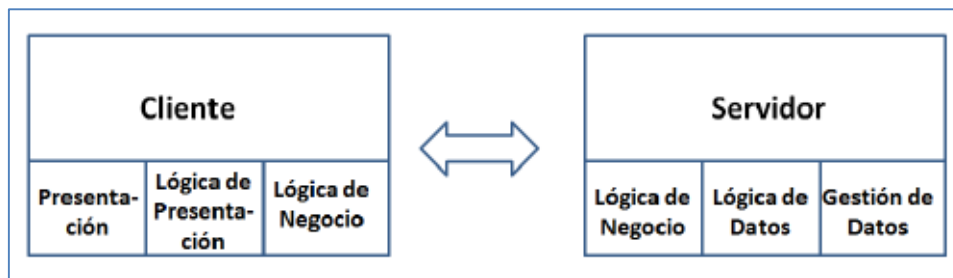 Cliente
Presenta-
ción
Lógica de
Presenta-
ción
Lógica de
Negocio
Servidor
Lógica de
Negocio
Lógica de
Datos
Gestión de
Datos